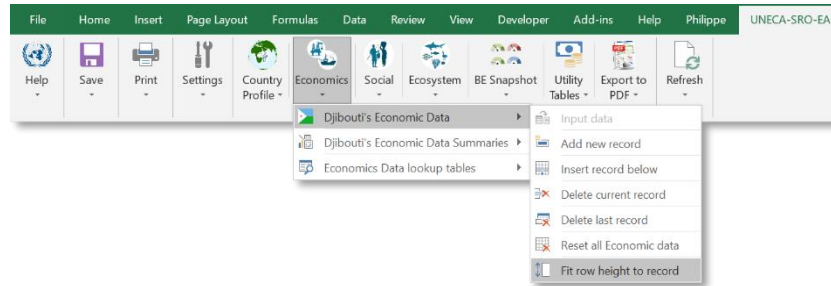 File Home Insert Page Layout Formulas Data Review View Developer Add-ins Help Philippe UNECA-SRO-EA
Help Save Print Settings Country Profile Economics Social Ecosystem BE Snapshot Utility Tables Export to PDF Refresh
Djibouti's Economic Data
Djibouti's Economic Data Summaries
Economics Data lookup tables
Input data
Add new record
Insert record below
Delete current record
Delete last record
Reset all Economic data
Fit row height to record